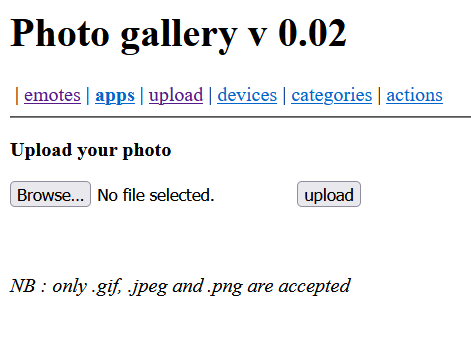 Photo gallery v 0.02
| emotes | apps | upload | devices | categories | actions
Upload your photo
Browse... No file selected. upload
NB : only .gif, .jpeg and .png are accepted